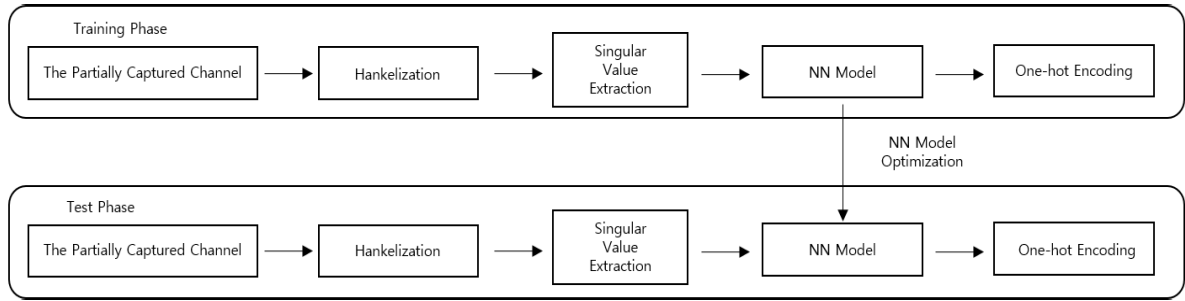 Training Phase
The Partially Captured Channel
Hankelization
Singular
Value
Extraction
NN Model
One-hot Encoding
NN Model
Optimization
Test Phase
The Partially Captured Channel
Hankelization
Singular
Value
Extraction
NN Model
One-hot Encoding